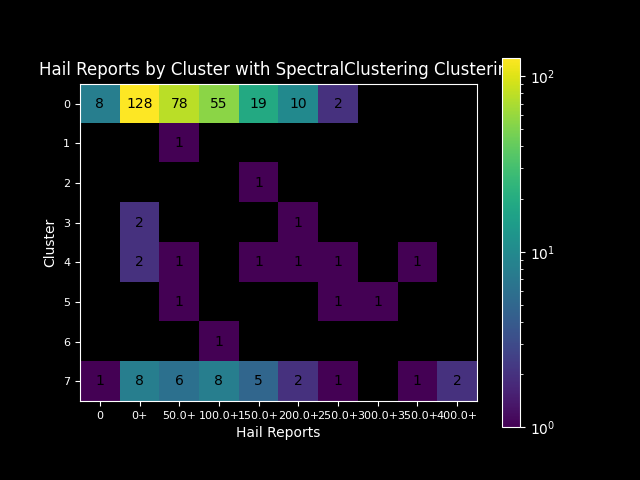 Hail Reports by Cluster with SpectralClustering Clusterin
0 8 128 78 55 19 10 2
1 1
2 1
3 2 1
4 2 1 1 1 1 1
5 1 1 1
6 1
7 1 8 6 8 5 2 1 1 2
0 0+ 50.0+ 100.0+ 150.0+ 200.0+ 250.0+ 300.0+ 350.0+ 400.0+
Hail Reports
Cluster
10²
10¹
10⁰